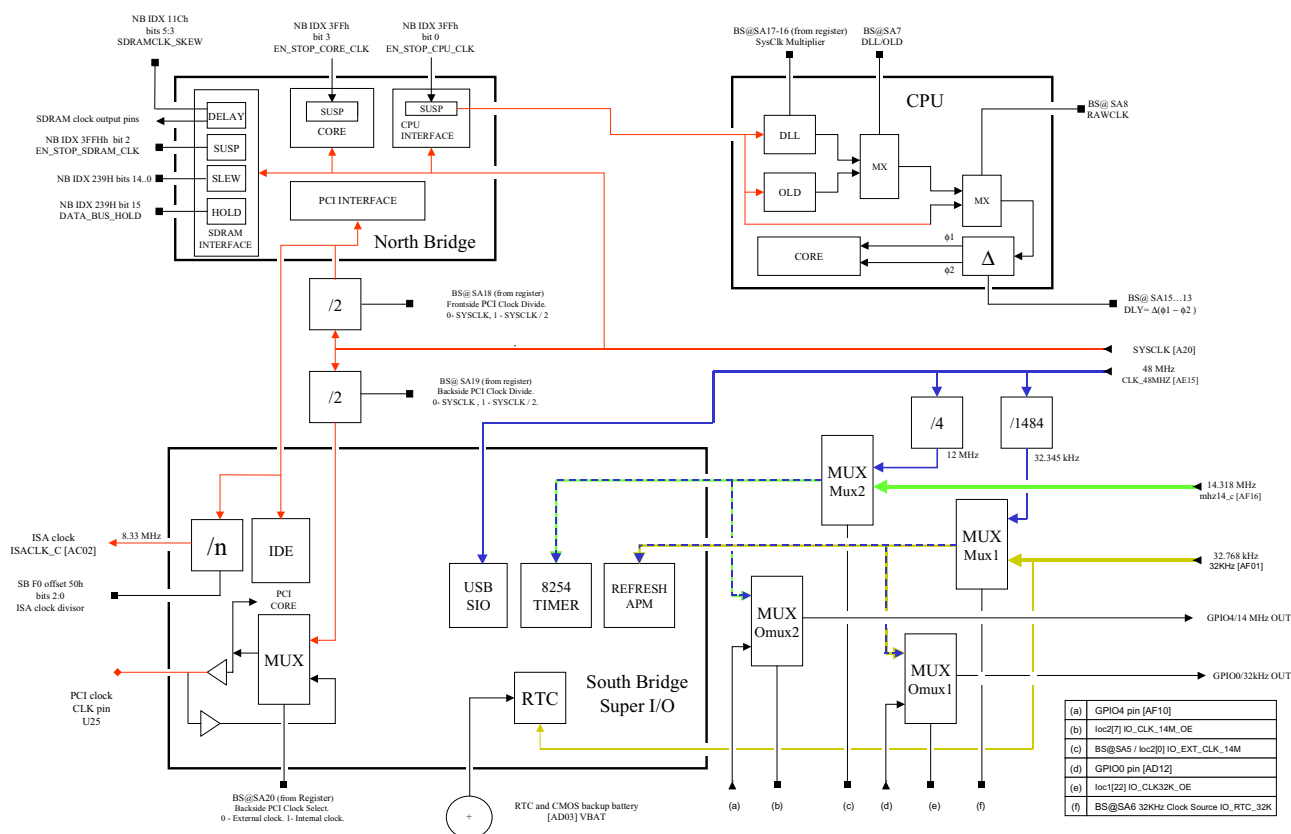 NB IDX 11Ch
bits 5:3
SDRAMCLK_SKEW
NB IDX 3FFh
bit 3
EN_STOP_CORE_CLK
NB IDX 3FFh
bit 0
EN_STOP_CPU_CLK
BS@SA17-16 (from register)
SysClk Multiplier
BS@SA7
DLL/OLD
CPU
BS@ SA8
RAWCLK
SDRAM clock output pins
NB IDX 3FFHh bit 2
EN_STOP_SDRAM_CLK
NB IDX 239H bits 14..0
NB IDX 239H bit 15
DATA_BUS_HOLD
DELAY
SUSP
SLEW
HOLD
SDRAM
INTERFACE
SUSP
CORE
SUSP
CPU
INTERFACE
PCI INTERFACE
North Bridge
DLL
OLD
MX
MX
CORE
ϕ1
ϕ2
Δ
BS@ SA15…13
DLY= Δ(ϕ1 – ϕ2 )
/2
BS@ SA18 (from register)
Frontside PCI Clock Divide.
0- SYSCLK, 1 - SYSCLK / 2
SYSCLK [A20]
/2
BS@ SA19 (from register)
Backside PCI Clock Divide.
0- SYSCLK , 1 - SYSCLK / 2.
48 MHz
CLK_48MHZ [AE15]
/4
/1484
12 MHz
32.345 kHz
MUX
Mux2
14.318 MHz
mhz14_c [AF16]
MUX
Mux1
32.768 kHz
32KHz [AF01]
ISA clock
ISACLK_C [AC02]
8.33 MHz
/n
IDE
SB F0 offset 50h
bits 2:0
ISA clock divisor
USB
SIO
8254
TIMER
REFRESH
APM
PCI
CORE
MUX
MUX
Omux2
GPIO4/14 MHz OUT
MUX
Omux1
GPIO0/32kHz OUT
PCI clock
CLK pin
U25
RTC
South Bridge
Super I/O
BS@SA20 (from Register)
Backside PCI Clock Select.
0 - External clock. 1- Internal clock.
+
RTC and CMOS backup battery
[AD03] VBAT
(a)
(b)
(c)
(d)
(e)
(f)
(a) GPIO4 pin [AF10]
(b) Ioc2[7] IO_CLK_14M_OE
(c) BS@SA5 / Ioc2[0] IO_EXT_CLK_14M
(d) GPIO0 pin [AD12]
(e) Ioc1[22] IO_CLK32K_OE
(f) BS@SA6 32KHz Clock Source IO_RTC_32K